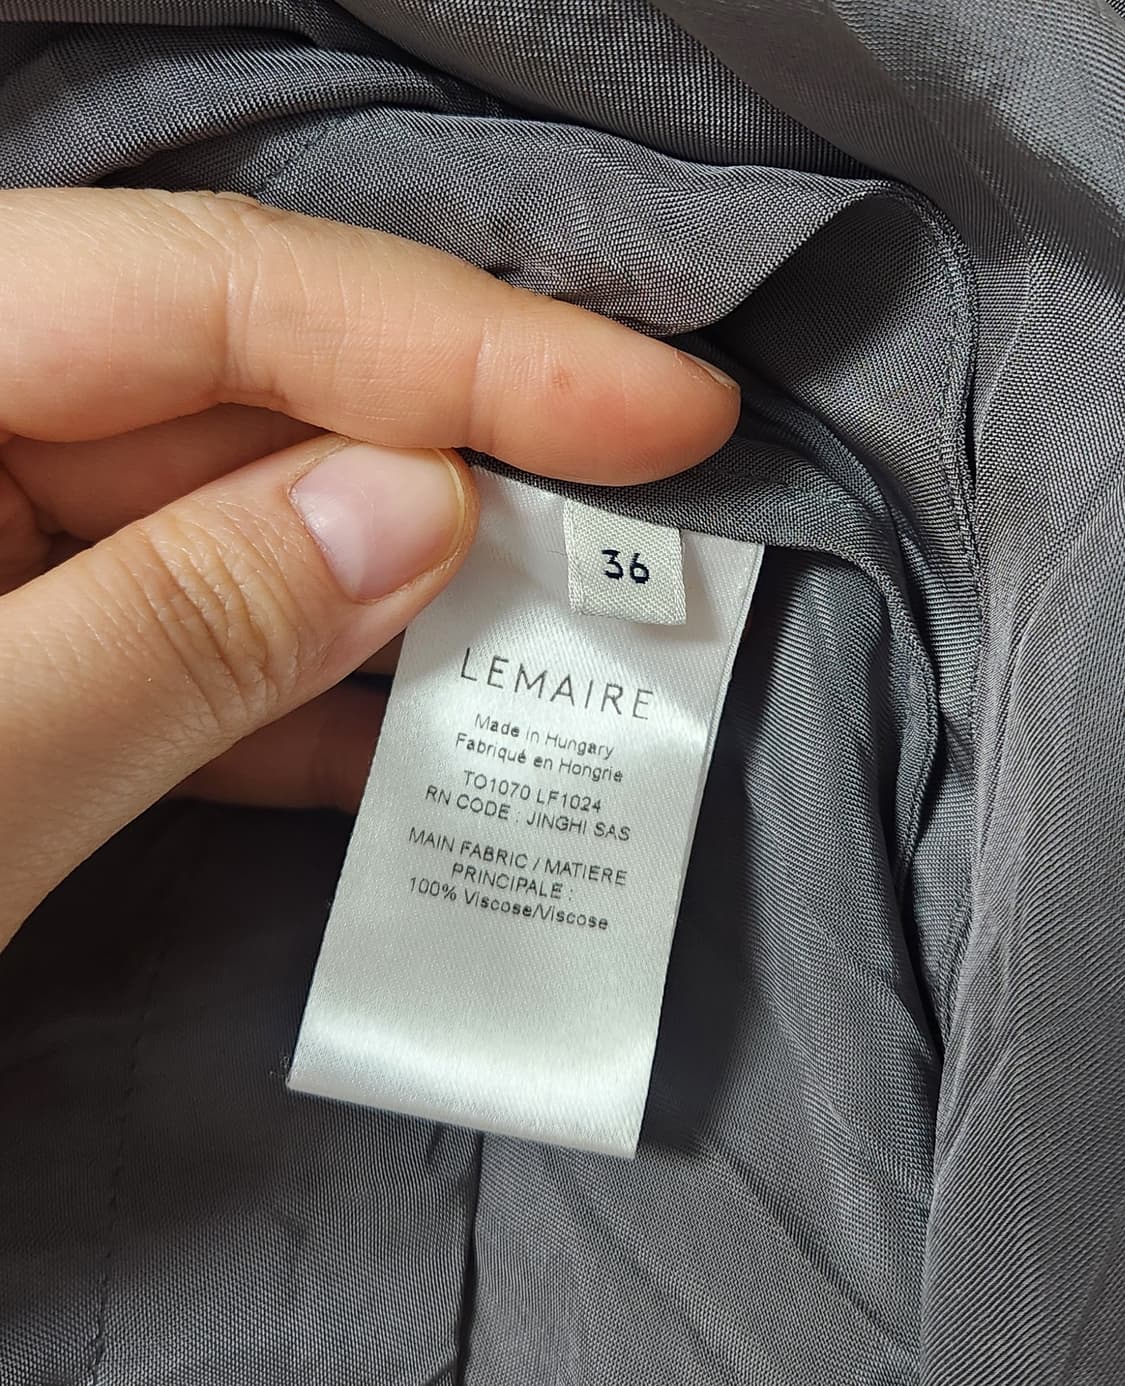 36
LEMAIRE
Made in Hungary
Fabriqué en Hongrie
TO1070 LF1024
RN CODE : JINGHI SAS
MAIN FABRIC / MATIERE
PRINCIPALE :
100% Viscose/Viscose